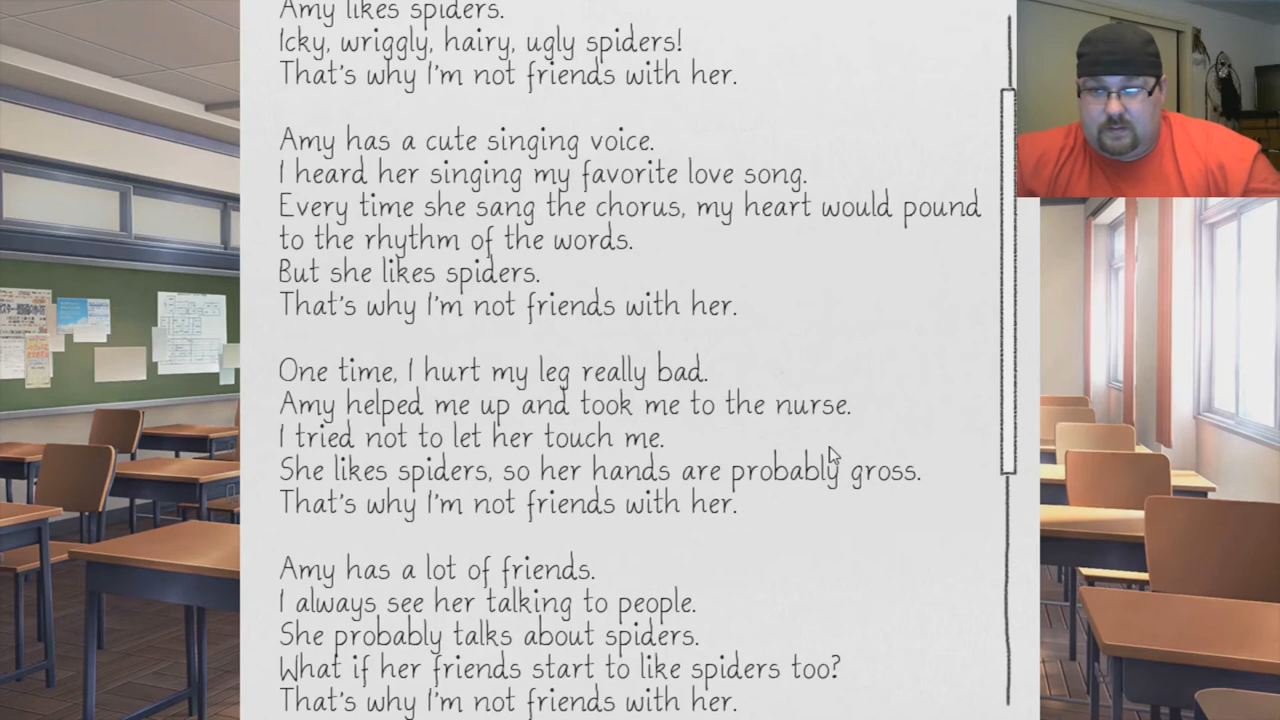 Amy likes spiders.
Icky, wriggly, hairy, ugly spiders!
That's why I'm not friends with her.
Amy has a cute singing voice.
I heard her singing my favorite love song.
Every time she sang the chorus, my heart would pound
to the rhythm of the words.
But she likes spiders.
That's why I'm not friends with her.
One time, I hurt my leg really bad.
Amy helped me up and took me to the nurse.
I tried not to let her touch me.
She likes spiders, so her hands are probably gross.
That's why I'm not friends with her.
Amy has a lot of friends.
I always see her talking to people.
She probably talks about spiders.
What if her friends start to like spiders too?
That's why I'm not friends with her.